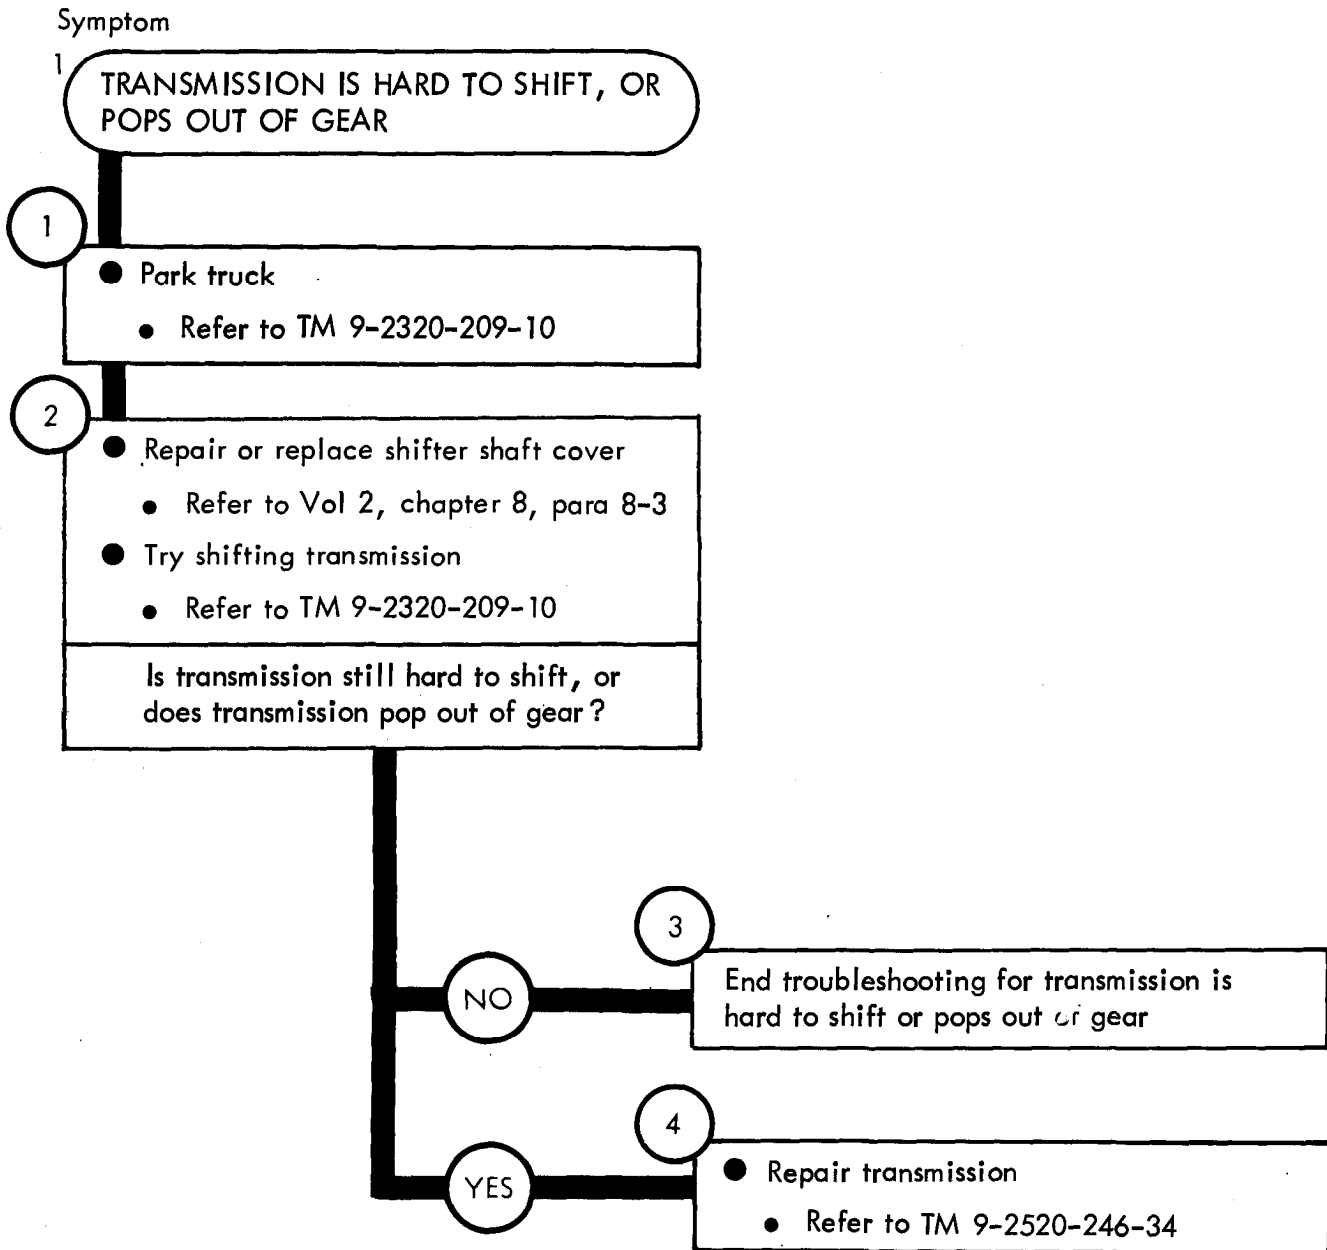 Symptom
1
TRANSMISSION IS HARD TO SHIFT, OR
POPS OUT OF GEAR
1
● Park truck
● Refer to TM 9-2320-209-10
2
● Repair or replace shifter shaft cover
● Refer to Vol 2, chapter 8, para 8-3
● Try shifting transmission
● Refer to TM 9-2320-209-10
Is transmission still hard to shift, or
does transmission pop out of gear?
3
NO
End troubleshooting for transmission is
hard to shift or pops out of gear
4
YES
● Repair transmission
● Refer to TM 9-2520-246-34